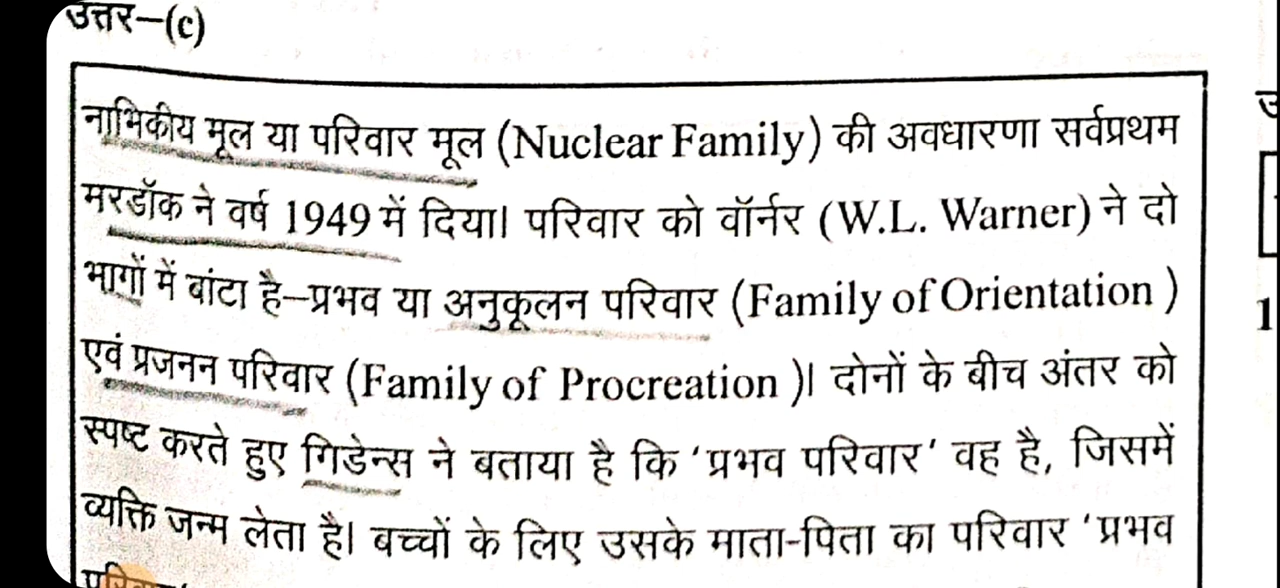 उत्तर–(c)
नाभिकीय मूल या परिवार मूल (Nuclear Family) की अवधारणा सर्वप्रथम
मरडॉक ने वर्ष 1949 में दिया। परिवार को वॉर्नर (W.L. Warner) ने दो
भागों में बांटा है–प्रभव या अनुकूलन परिवार (Family of Orientation )
एवं प्रजनन परिवार (Family of Procreation )। दोनों के बीच अंतर को
स्पष्ट करते हुए गिडेन्स ने बताया है कि ‘प्रभव परिवार’ वह है, जिसमें
व्यक्ति जन्म लेता है। बच्चों के लिए उसके माता-पिता का परिवार ‘प्रभव
1